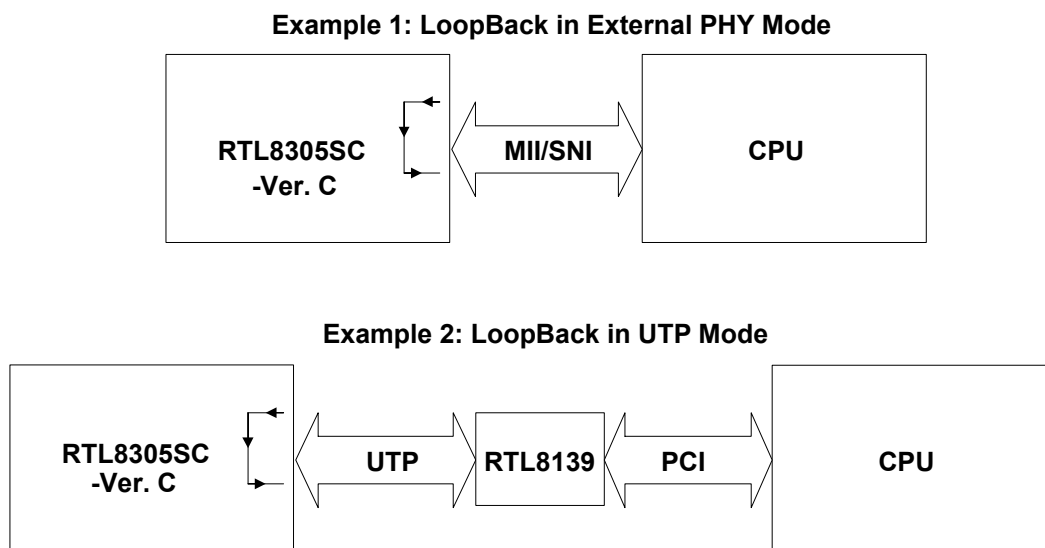 Example 1: LoopBack in External PHY Mode
RTL8305SC
-Ver. C
MII/SNI
CPU
Example 2: LoopBack in UTP Mode
RTL8305SC
-Ver. C
UTP
RTL8139
PCI
CPU